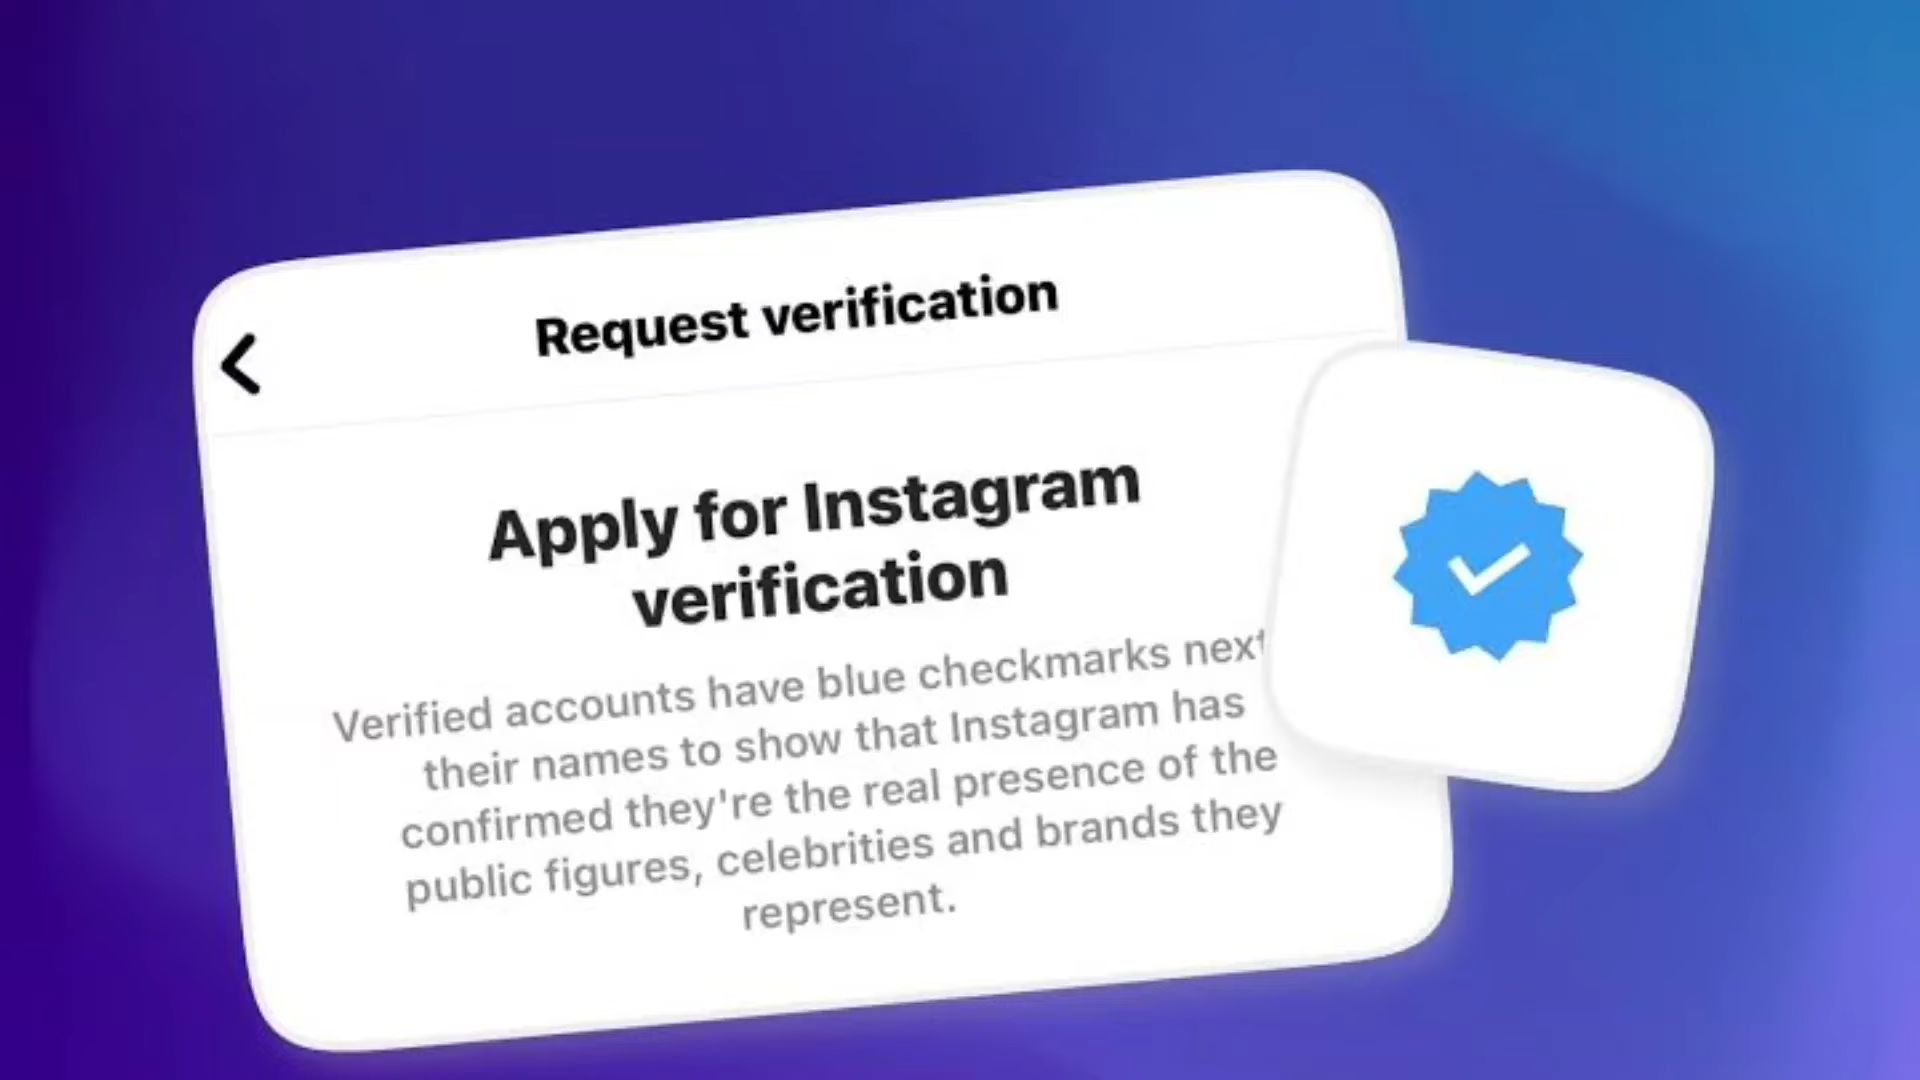 Request verification
Apply for Instagram
verification
Verified accounts have blue checkmarks next
their names to show that Instagram has
confirmed they're the real presence of the
public figures, celebrities and brands they
represent.